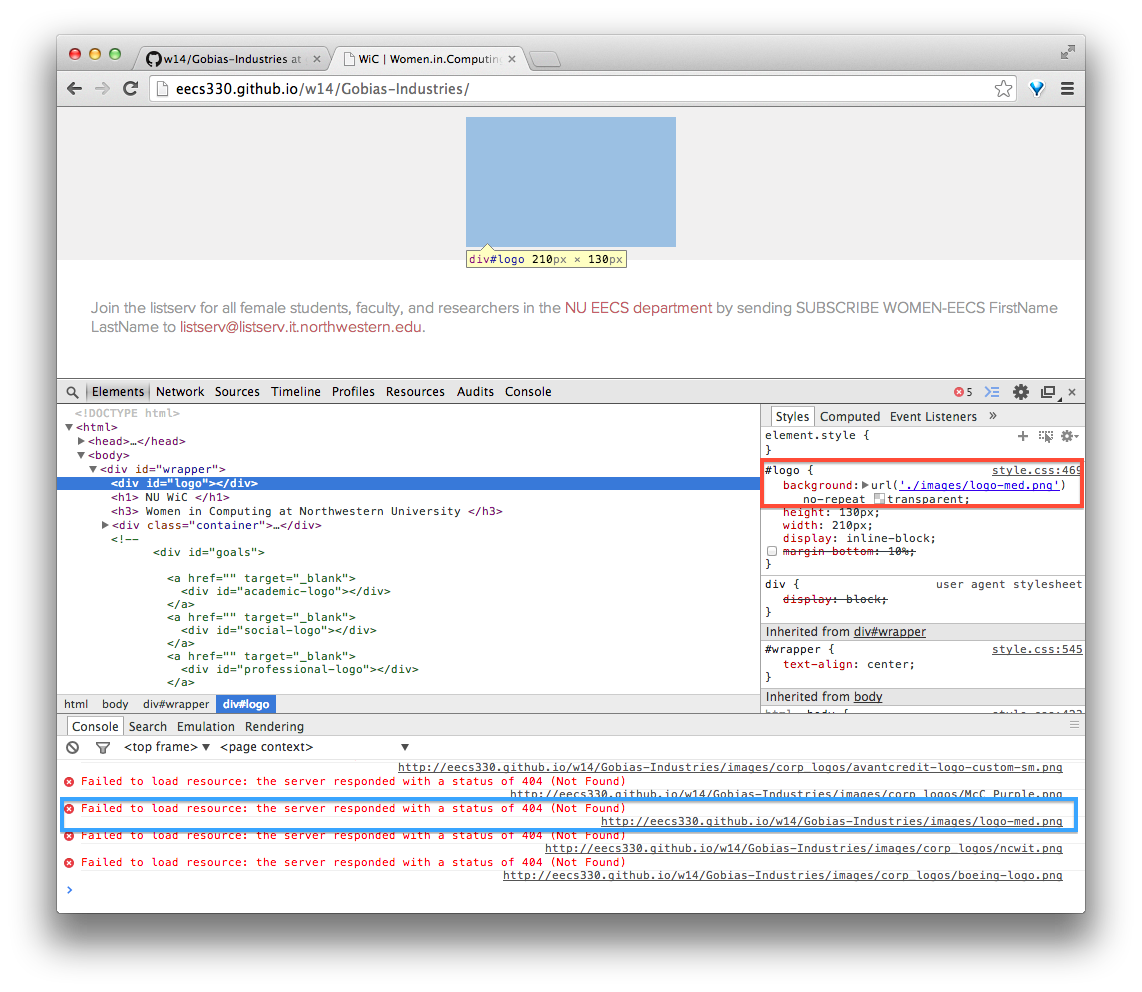 w14/Gobias-Industries at
WiC | Women.in.Computing
eecs330.github.io/w14/Gobias-Industries/
div#logo 210px × 130px
Join the listserv for all female students, faculty, and researchers in the NU EECS department by sending SUBSCRIBE WOMEN-EECS FirstName
LastName to listserv@listserv.it.northwestern.edu.
Elements Network Sources Timeline Profiles Resources Audits Console 5
<!DOCTYPE html>
<html>
<head>…</head>
<body>
<div id="wrapper">
<div id="logo"></div>
<h1> NU WiC </h1>
<h3> Women in Computing at Northwestern University </h3>
<div class="container">…</div>
<!--
<div id="goals">
<a href="" target="_blank">
<div id="academic-logo"></div>
</a>
<a href="" target="_blank">
<div id="social-logo"></div>
</a>
<a href="" target="_blank">
<div id="professional-logo"></div>
</a>
html body div#wrapper div#logo
Styles Computed Event Listeners »
element.style {
}
#logo { style.css:469
background: url('./images/logo-med.png')
no-repeat transparent;
height: 130px;
width: 210px;
display: inline-block;
margin-bottom: 10%;
}
div { user agent stylesheet
display: block;
}
Inherited from div#wrapper
#wrapper { style.css:545
text-align: center;
}
Inherited from body
html, body { style.css:423
Console Search Emulation Rendering
<top frame> <page context>
http://eecs330.github.io/w14/Gobias-Industries/images/corp_logos/avantcredit-logo-custom-sm.png
Failed to load resource: the server responded with a status of 404 (Not Found)
http://eecs330.github.io/w14/Gobias-Industries/images/corp_logos/McC_Purple.png
Failed to load resource: the server responded with a status of 404 (Not Found)
http://eecs330.github.io/w14/Gobias-Industries/images/logo-med.png
Failed to load resource: the server responded with a status of 404 (Not Found)
http://eecs330.github.io/w14/Gobias-Industries/images/corp_logos/ncwit.png
Failed to load resource: the server responded with a status of 404 (Not Found)
http://eecs330.github.io/w14/Gobias-Industries/images/corp_logos/boeing-logo.png